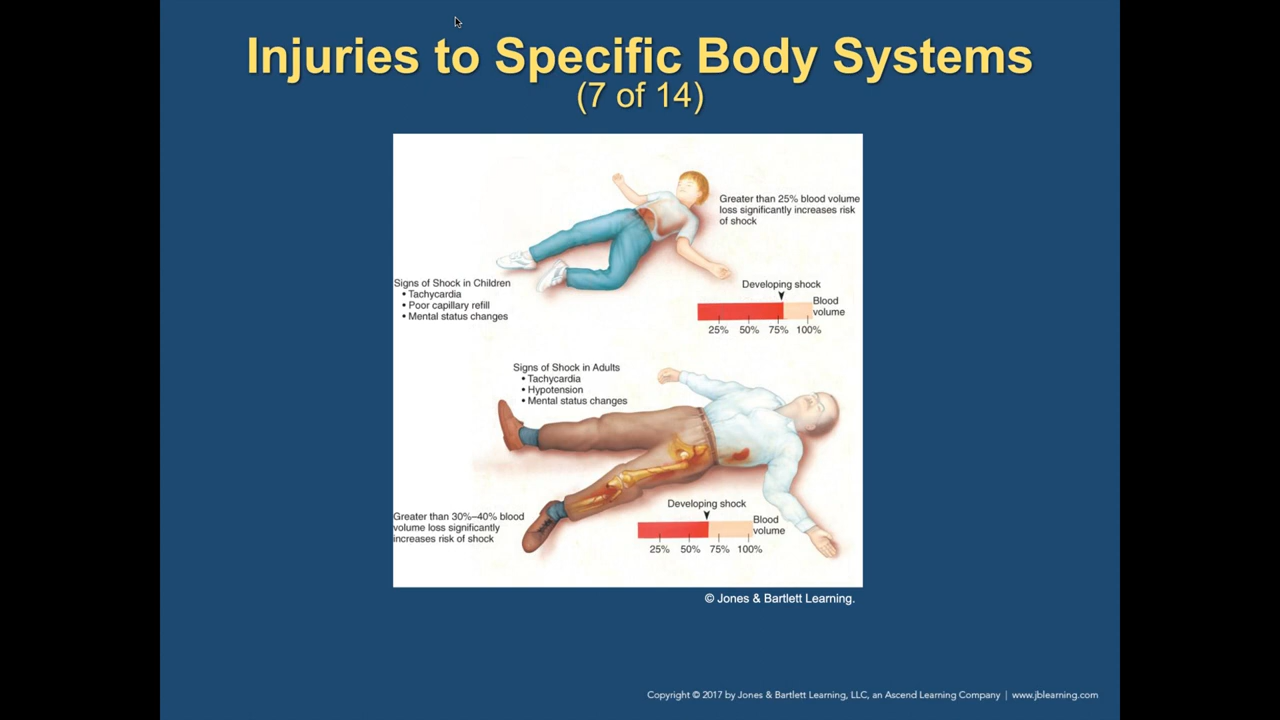 Injuries to Specific Body Systems
(7 of 14)
Greater than 25% blood volume
loss significantly increases risk
of shock
Signs of Shock in Children
• Tachycardia
• Poor capillary refill
• Mental status changes
Developing shock
Blood
volume
25% 50% 75% 100%
Signs of Shock in Adults
• Tachycardia
• Hypotension
• Mental status changes
Greater than 30%–40% blood
volume loss significantly
increases risk of shock
Developing shock
Blood
volume
25% 50% 75% 100%
© Jones & Bartlett Learning.
Copyright © 2017 by Jones & Bartlett Learning, LLC, an Ascend Learning Company | www.jblearning.com